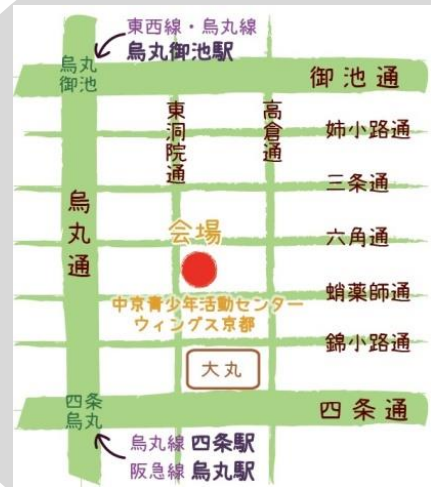 東西線・烏丸線
烏丸御池駅
烏丸
御池
御池通
東洞院通
高倉通
姉小路通
三条通
烏丸通
会場
六角通
中京青少年活動センター
ウィングス京都
蛸薬師通
錦小路通
大丸
四条
烏丸
四条通
烏丸線 四条駅
阪急線 烏丸駅